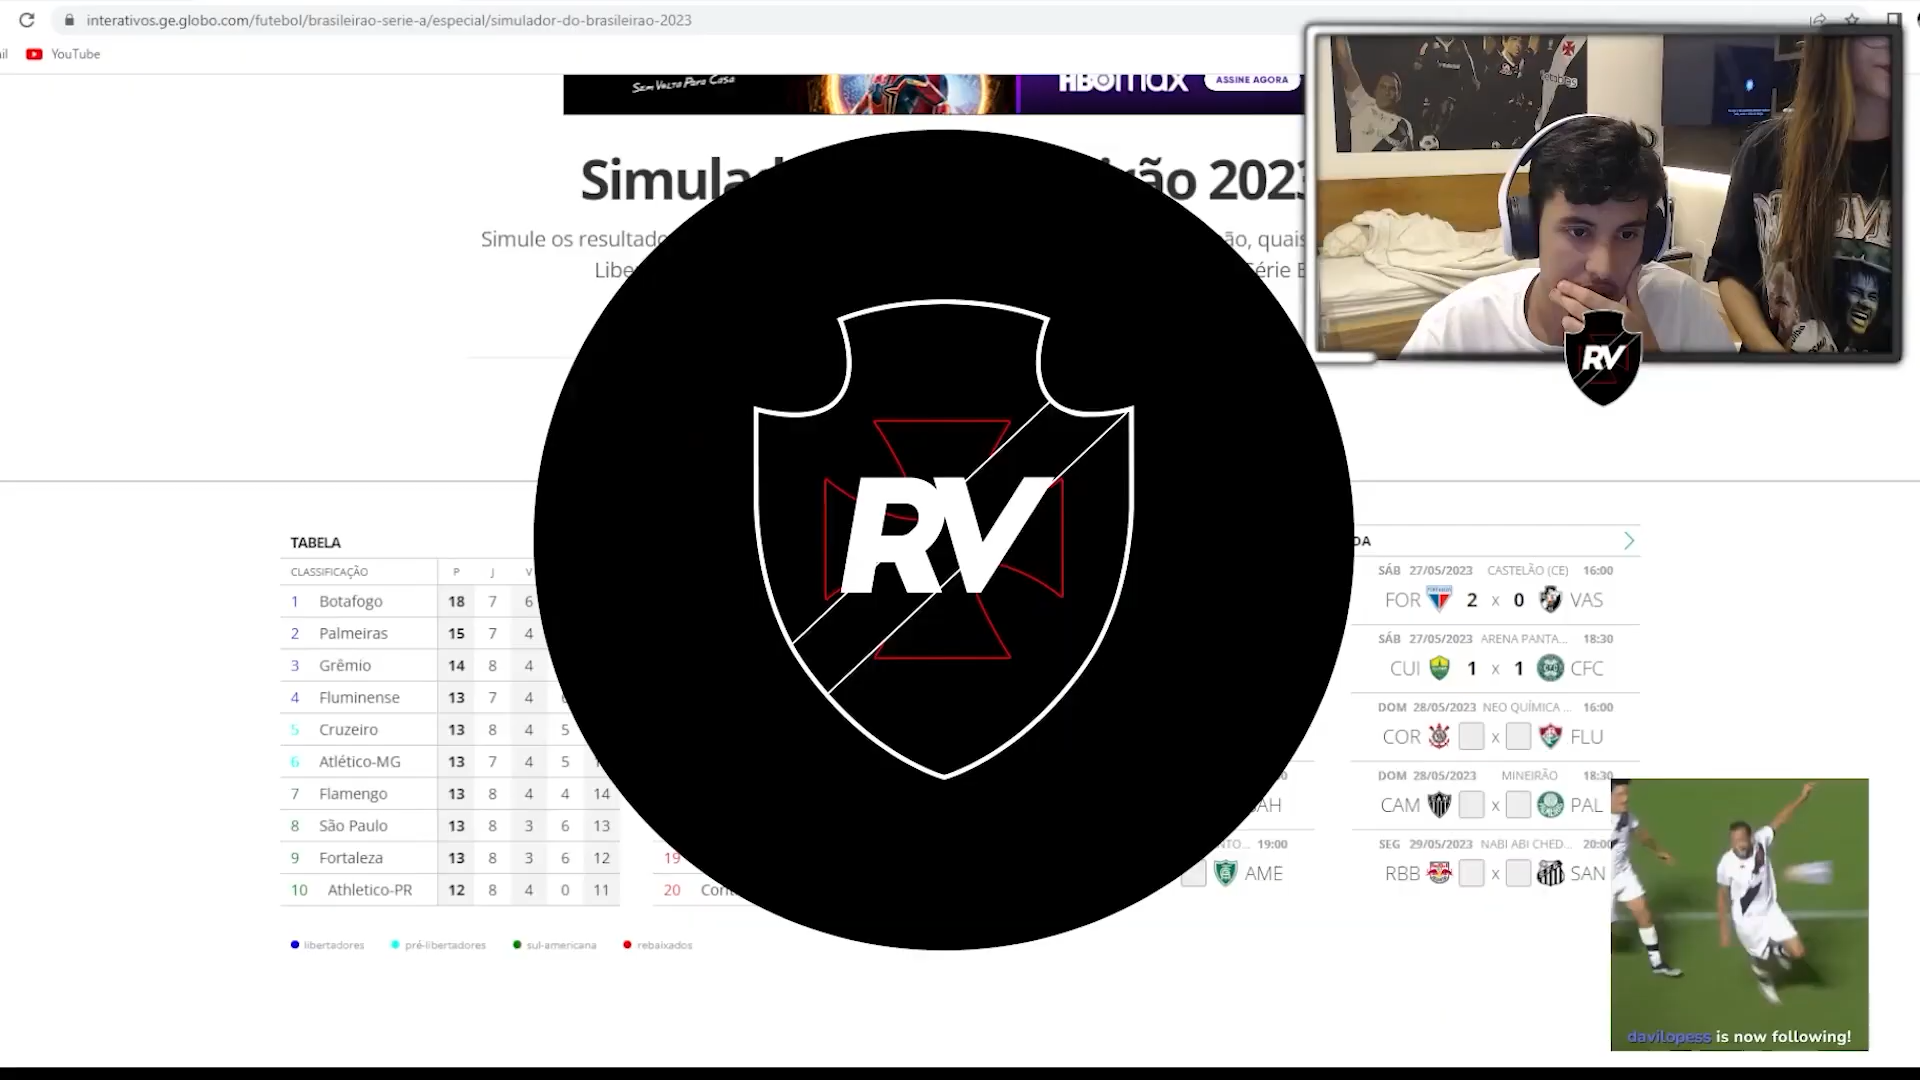 interativos.ge.globo.com/futebol/brasileirao-serie-a/especial/simulador-do-brasileirao-2023
YouTube
Sem Volta Para Casa
HBOmax
ASSINE AGORA
2023
Simule os
quais
RV
RV
TABELA
CLASSIFICAÇÃO P J V
1 Botafogo 18 7 6
2 Palmeiras 15 7 4
3 Grêmio 14 8 4
4 Fluminense 13 7 4
5 Cruzeiro 13 8 4 5
6 Atlético-MG 13 7 4 5
7 Flamengo 13 8 4 4 14
8 São Paulo 13 8 3 6 13
9 Fortaleza 13 8 3 6 12
10 Athletico-PR 12 8 4 0 11
19
20
libertadores pré-libertadores sul-americana rebaixados
19:00
AME
SÁB 27/05/2023 CASTELÃO (CE) 16:00
FOR 2 x 0 VAS
SÁB 27/05/2023 ARENA PANTA... 18:30
CUI 1 x 1 CFC
DOM 28/05/2023 NEO QUÍMICA ... 16:00
COR x FLU
DOM 28/05/2023 MINEIRÃO 18:30
CAM x PAL
SEG 29/05/2023 NABI ABI CHED... 20:00
RBB x SAN
davilopess is now following!